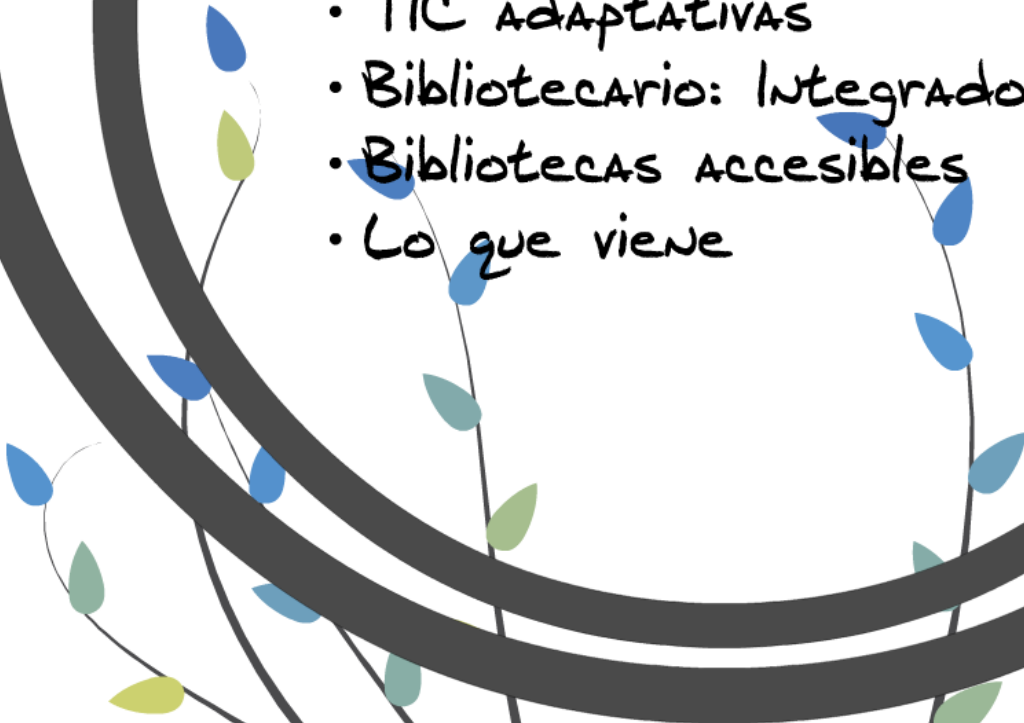 • TIC adaptativas
• Bibliotecario: Integrado
• Bibliotecas accesibles
• Lo que viene